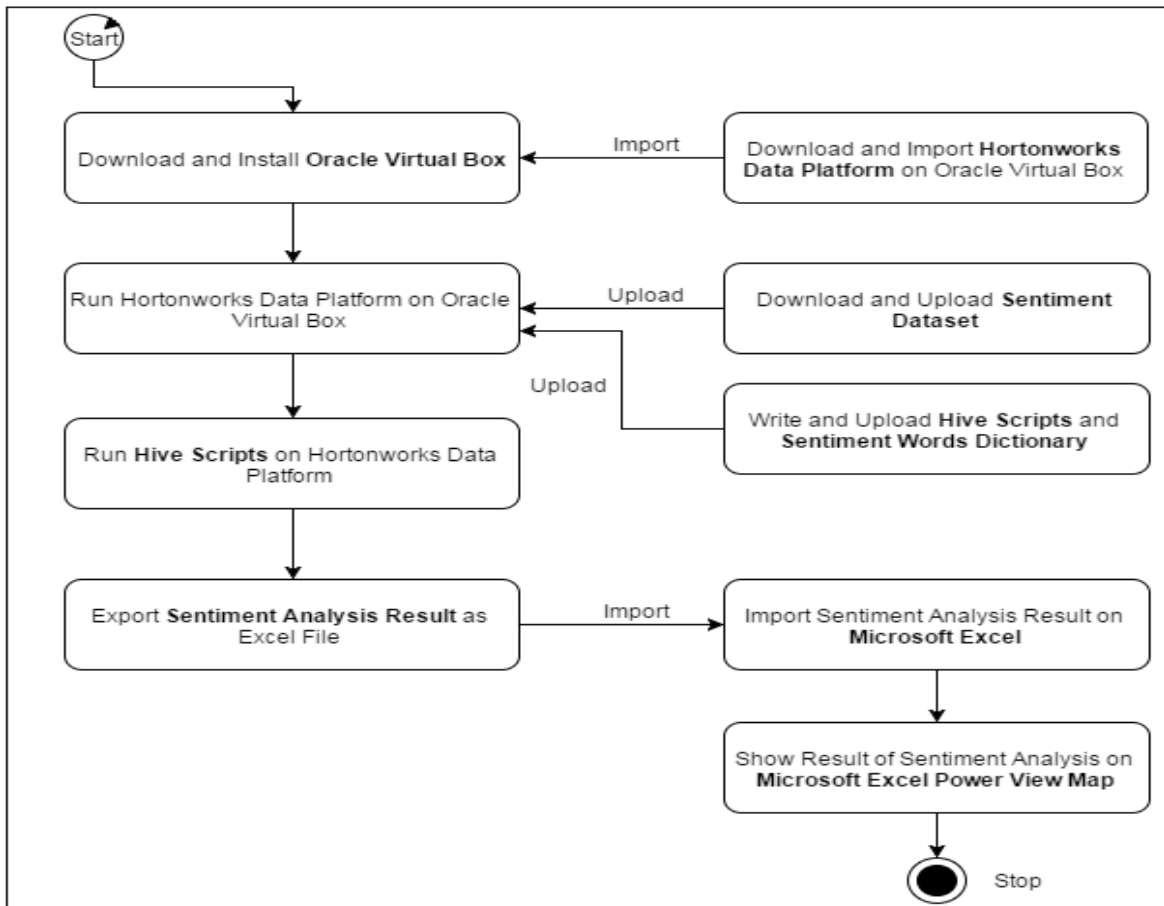 Start
Download and Install Oracle Virtual Box
Import
Download and Import Hortonworks
Data Platform on Oracle Virtual Box
Run Hortonworks Data Platform on Oracle
Virtual Box
Upload
Download and Upload Sentiment
Dataset
Upload
Write and Upload Hive Scripts and
Sentiment Words Dictionary
Run Hive Scripts on Hortonworks Data
Platform
Export Sentiment Analysis Result as
Excel File
Import
Import Sentiment Analysis Result on
Microsoft Excel
Show Result of Sentiment Analysis on
Microsoft Excel Power View Map
Stop